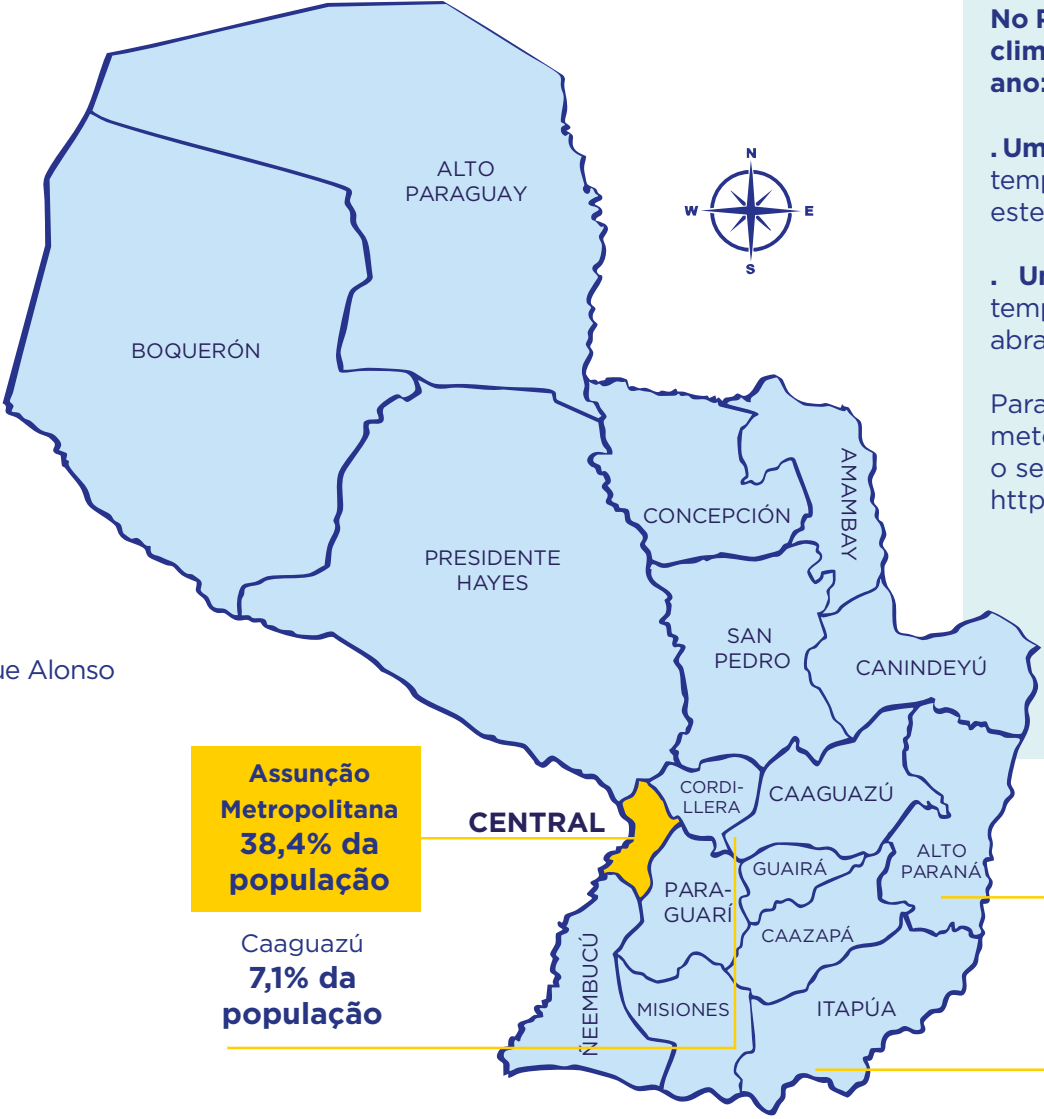 No
clim
ano:
. Um
temp
este
.
temp
abra
Para
mete
o se
http
N
W
E
S
ALTO
PARAGUAY
BOQUERÓN
AMAMBAY
CONCEPCIÓN
PRESIDENTE
HAYES
SAN
PEDRO
CANINDEYÚ
ue Alonso
Assunção
Metropolitana
38,4% da
população
CENTRAL
CORDI-
LLERA
CAAGUAZÚ
GUAIRÁ
ALTO
PARANÁ
PARA-
GUARÍ
CAAZAPÁ
Caaguazú
7,1% da
população
ÑEEMBUCÚ
MISIONES
ITAPÚA